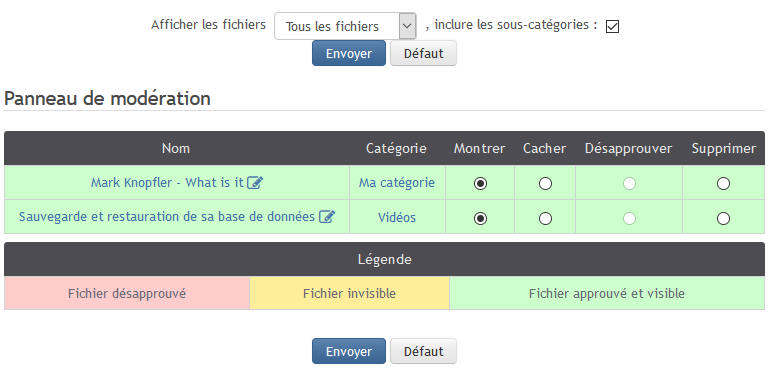 Afficher les fichiers Tous les fichiers , inclure les sous-catégories :
Envoyer Défaut
Panneau de modération
Nom Catégorie Montrer Cacher Désapprouver Supprimer
Mark Knopfler - What is it Ma catégorie
Sauvegarde et restauration de sa base de données Vidéos
Légende
Fichier désapprouvé Fichier invisible Fichier approuvé et visible
Envoyer Défaut